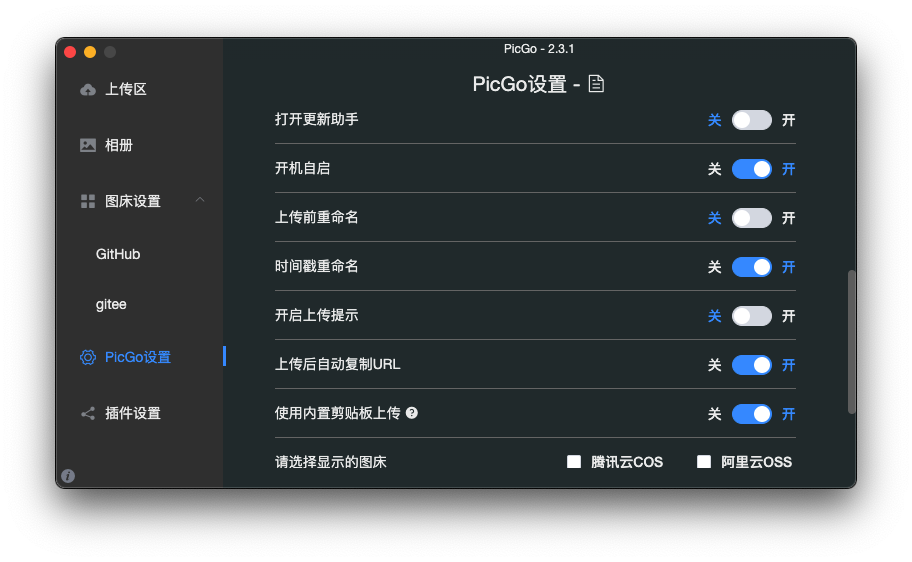 PicGo - 2.3.1
上传区
相册
图床设置
GitHub
gitee
PicGo设置
插件设置
PicGo设置 -
打开更新助手 关 开
开机自启 关 开
上传前重命名 关 开
时间戳重命名 关 开
开启上传提示 关 开
上传后自动复制URL 关 开
使用内置剪贴板上传 ? 关 开
请选择显示的图床 腾讯云COS 阿里云OSS